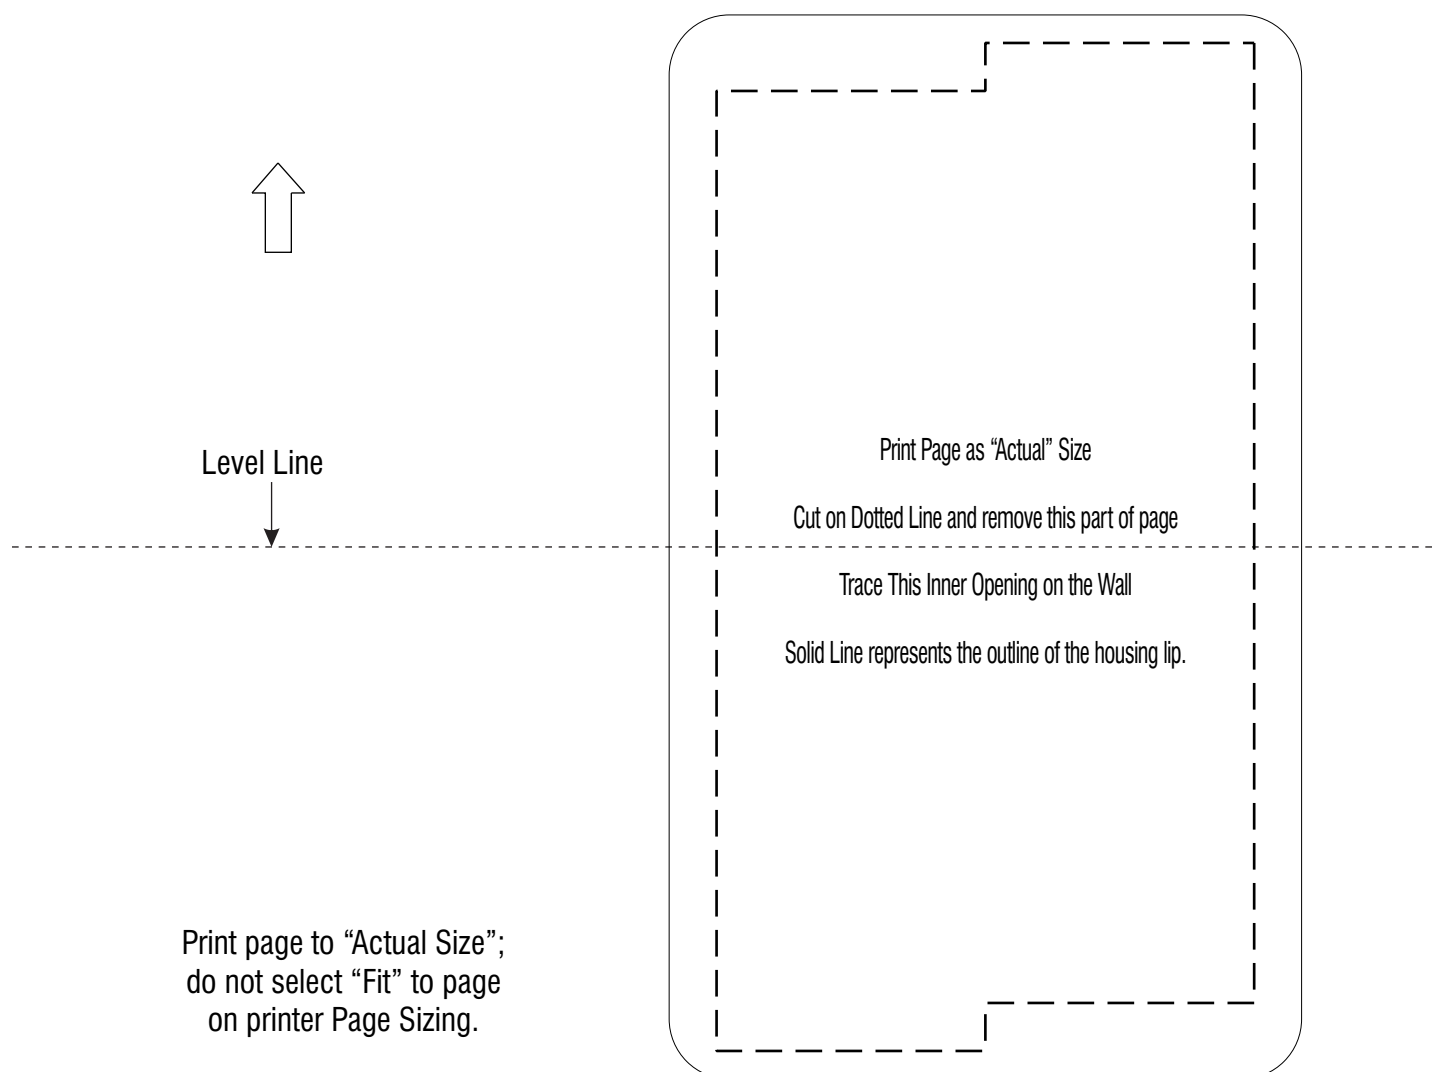 Level Line
Print Page as “Actual” Size
Cut on Dotted Line and remove this part of page
Trace This Inner Opening on the Wall
Solid Line represents the outline of the housing lip.
Print page to “Actual Size”;
do not select “Fit” to page
on printer Page Sizing.